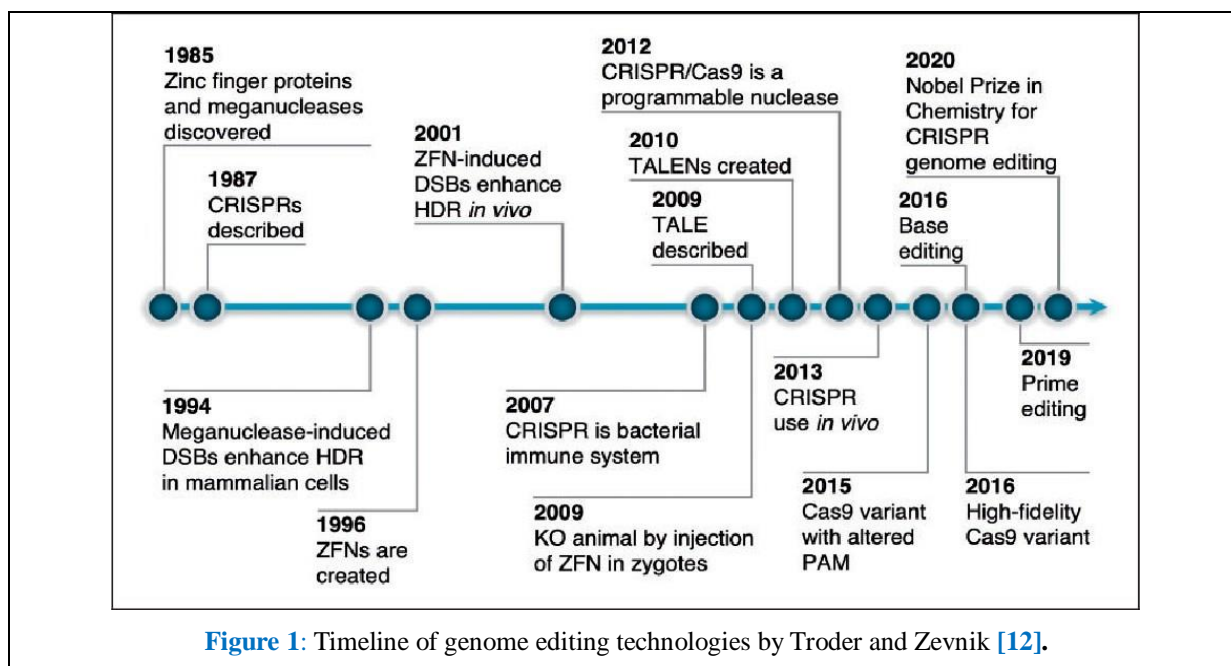 1985
Zinc finger proteins
and meganucleases
discovered
1987
CRISPRs
described
2001
ZFN-induced
DSBs enhance
HDR in vivo
2012
CRISPR/Cas9 is a
programmable nuclease
2010
TALENs created
2009
TALE
described
2020
Nobel Prize in
Chemistry for
CRISPR
genome editing
2016
Base
editing
1994
Meganuclease-induced
DSBs enhance HDR
in mammalian cells
1996
ZFNs are
created
2007
CRISPR is bacterial
immune system
2009
KO animal by injection
of ZFN in zygotes
2013
CRISPR
use in vivo
2015
Cas9 variant
with altered
PAM
2016
High-fidelity
Cas9 variant
2019
Prime
editing
Figure 1: Timeline of genome editing technologies by Troder and Zevnik [12].